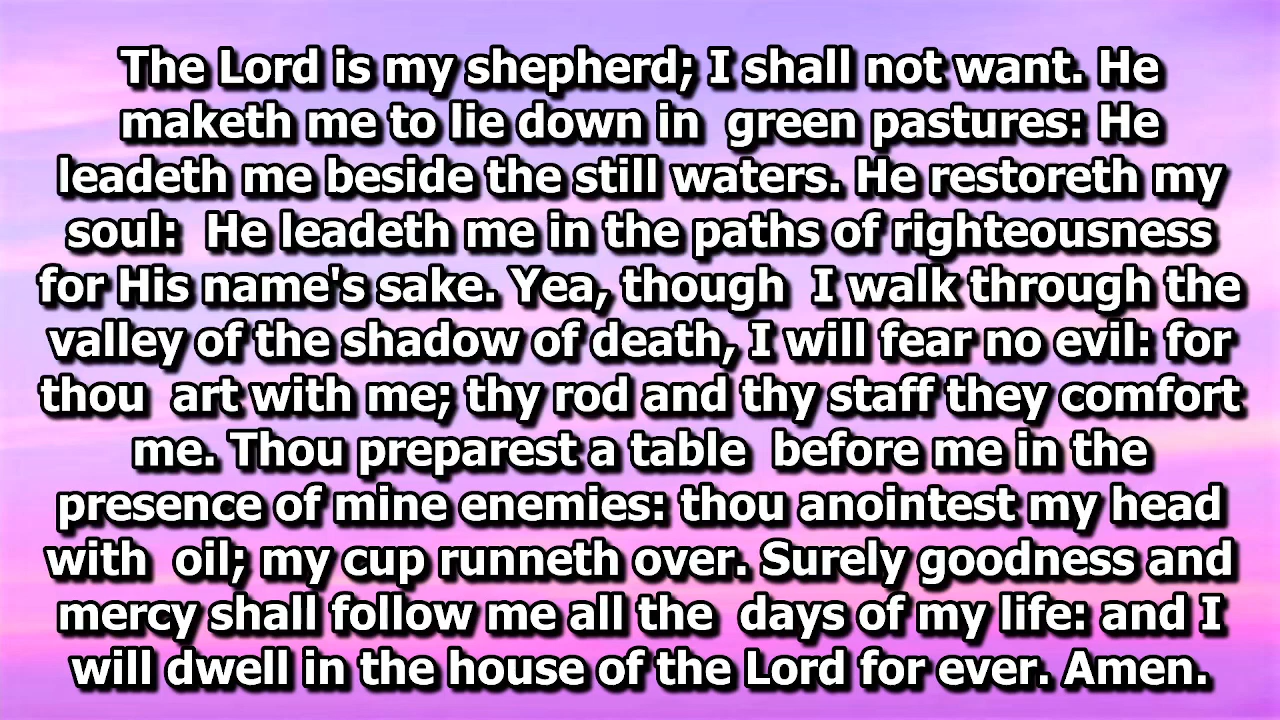 The Lord is my shepherd; I shall not want. He
maketh me to lie down in  green pastures: He
leadeth me beside the still waters. He restoreth my
soul:  He leadeth me in the paths of righteousness
for His name's sake. Yea, though  I walk through the
valley of the shadow of death, I will fear no evil: for
thou  art with me; thy rod and thy staff they comfort
me. Thou preparest a table  before me in the
presence of mine enemies: thou anointest my head
with  oil; my cup runneth over. Surely goodness and
mercy shall follow me all the  days of my life: and I
will dwell in the house of the Lord for ever. Amen.